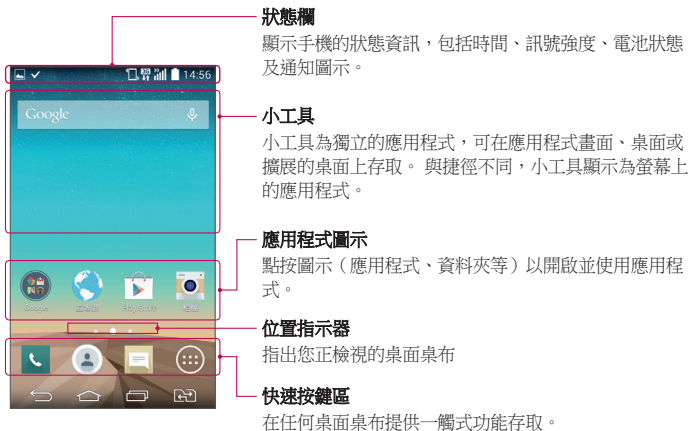 狀態欄
顯示手機的狀態資訊，包括時間、訊號強度、電池狀態
及通知圖示。
14:56
Google
小工具
小工具為獨立的應用程式，可在應用程式畫面、桌面或
擴展的桌面上存取。 與捷徑不同，小工具顯示為螢幕上
的應用程式。
應用程式圖示
點按圖示（應用程式、資料夾等）以開啟並使用應用程
式。
Google
Play Store
相機
位置指示器
指出您正檢視的桌面桌布
快速按鍵區
在任何桌面桌布提供一觸式功能存取。